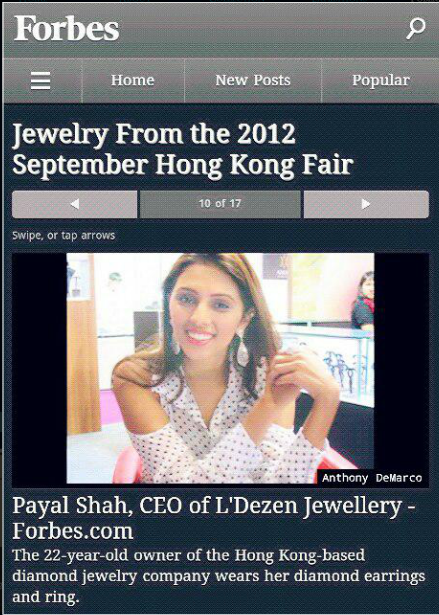 Forbes
Home New Posts Popular
Jewelry From the 2012
September Hong Kong Fair
10 of 17
Swipe, or tap arrows
Anthony DeMarco
Payal Shah, CEO of L'Dezen Jewellery -
Forbes.com
The 22-year-old owner of the Hong Kong-based
diamond jewelry company wears her diamond earrings
and ring.